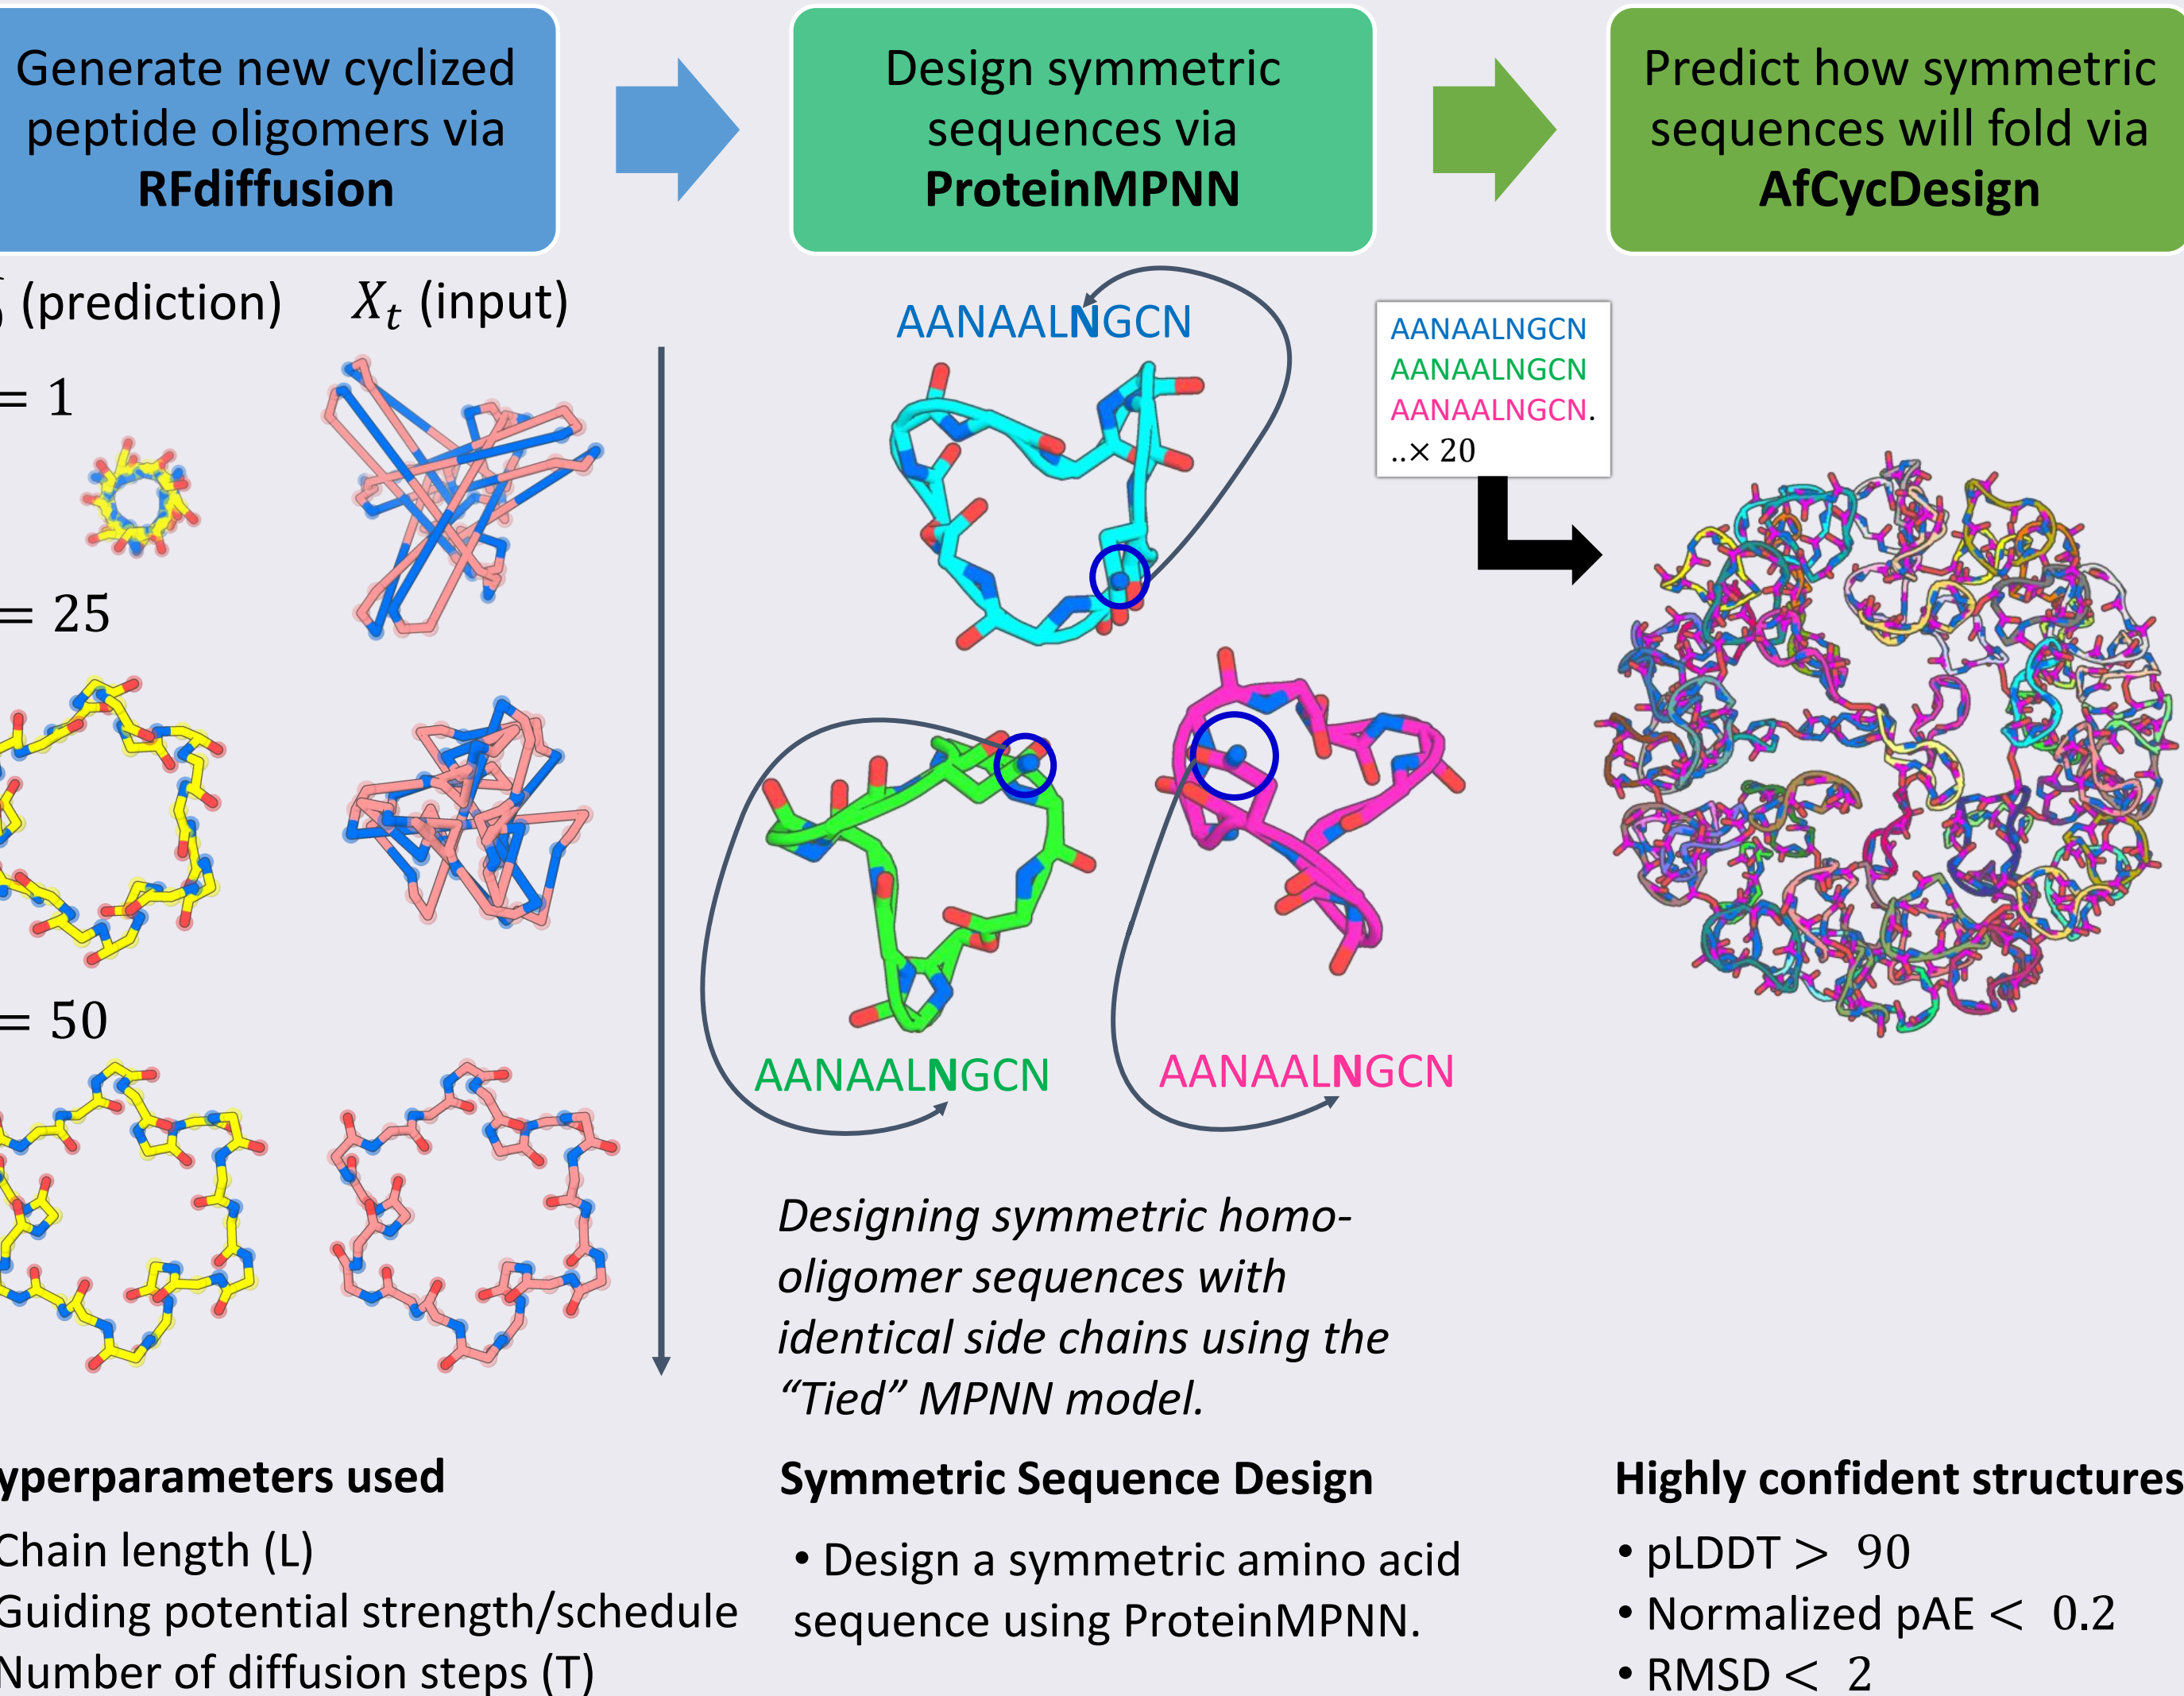 Generate new cyclized
peptide oligomers via
RFdiffusion
Design symmetric
sequences via
ProteinMPNN
Predict how symmetric
sequences will fold via
AfCycDesign
(prediction)
X_t (input)
= 1
= 25
= 50
AANAALNGCN
AANAALNGCN
AANAALNGCN
AANAALNGCN
AANAALNGCN
AANAALNGCN.
..× 20
Designing symmetric homo-
oligomer sequences with
identical side chains using the
“Tied” MPNN model.
yperparameters used
Chain length (L)
Guiding potential strength/schedule
Number of diffusion steps (T)
Symmetric Sequence Design
• Design a symmetric amino acid
sequence using ProteinMPNN.
Highly confident structures
• pLDDT > 90
• Normalized pAE < 0.2
• RMSD < 2